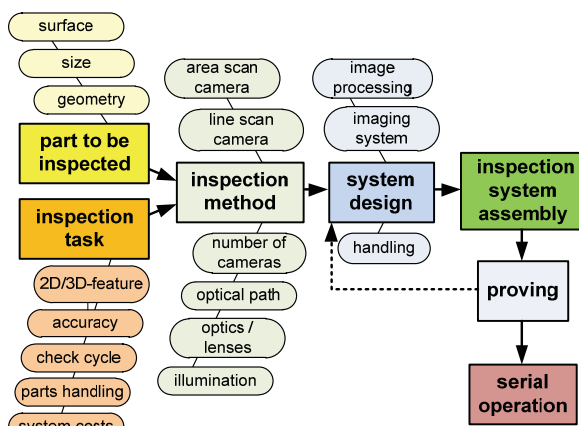 surface
size
geometry
part to be
inspected
inspection
task
2D/3D-feature
accuracy
check cycle
parts handling
system costs
area scan
camera
line scan
camera
inspection
method
number of
cameras
optical path
optics /
lenses
illumination
image
processing
imaging
system
system
design
handling
inspection
system
assembly
proving
serial
operation